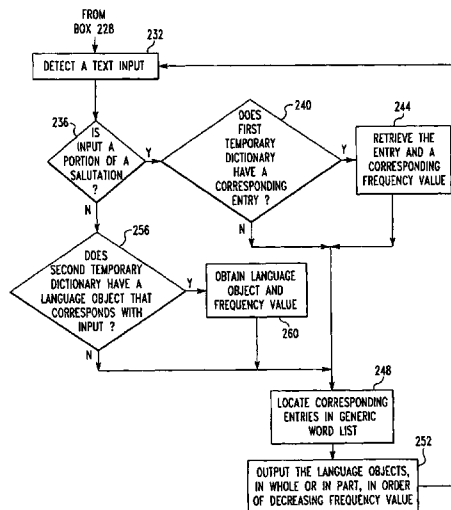 FROM
BOX 228
232
DETECT A TEXT INPUT
236
IS
INPUT A
PORTION OF A
SALUTATION
?
Y
N
240
DOES
FIRST
TEMPORARY
DICTIONARY
HAVE A
CORRESPONDING
ENTRY ?
Y
N
244
RETRIEVE THE
ENTRY AND A
CORRESPONDING
FREQUENCY VALUE
256
DOES
SECOND TEMPORARY
DICTIONARY HAVE A
LANGUAGE OBJECT THAT
CORRESPONDS WITH
INPUT ?
Y
N
OBTAIN LANGUAGE
OBJECT AND
FREQUENCY VALUE
260
248
LOCATE CORRESPONDING
ENTRIES IN GENERIC
WORD LIST
252
OUTPUT THE LANGUAGE OBJECTS,
IN WHOLE OR IN PART, IN ORDER
OF DECREASING FREQUENCY VALUE